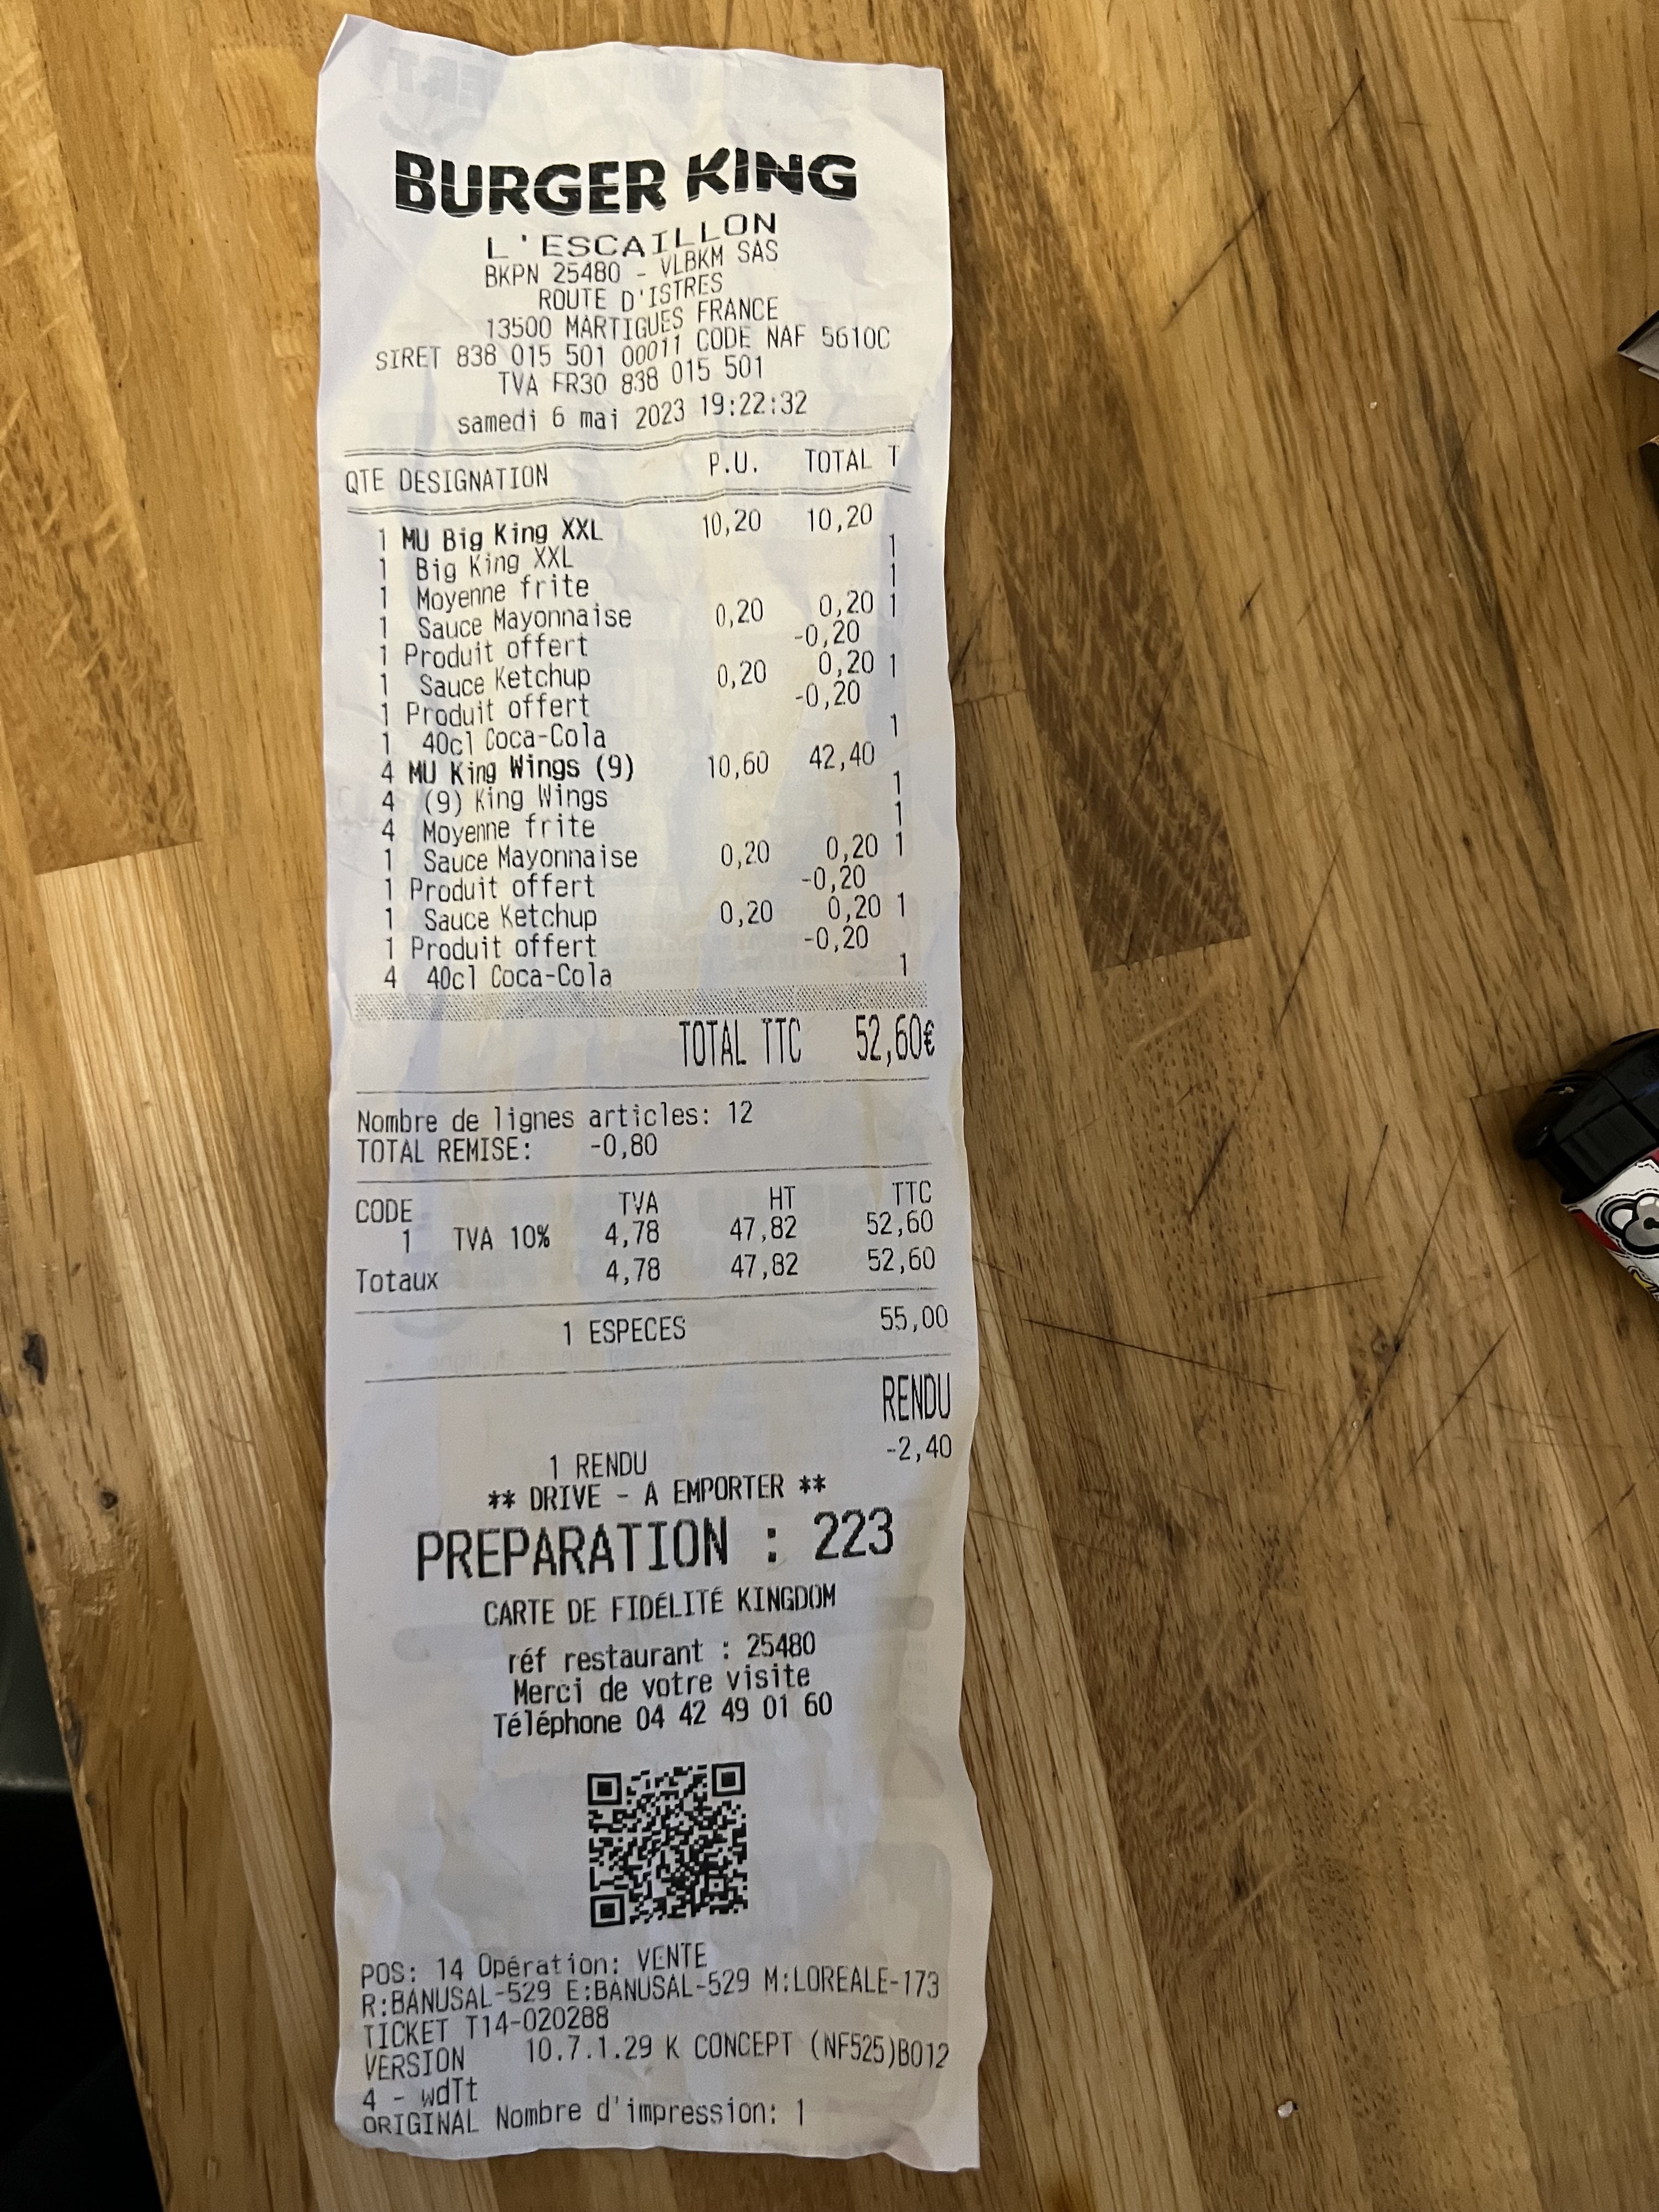 BURGER KING
L'ESCAILLON
BKPN 25480 - VLBKM SAS
ROUTE D'ISTRES
13500 MARTIGUES FRANCE
SIRET 838 015 501 00011 CODE NAF 5610C
TVA FR30 838 015 501
samedi 6 mai 2023 19:22:32
QTE DESIGNATION P.U. TOTAL T
1 MU Big King XXL 10,20 10,20
1 Big King XXL 1
1 Moyenne frite 1
1 Sauce Mayonnaise 0,20 0,20 1
1 Produit offert -0,20
1 Sauce Ketchup 0,20 0,20 1
1 Produit offert -0,20
1 40cl Coca-Cola 1
4 MU King Wings (9) 10,60 42,40
4 (9) King Wings 1
4 Moyenne frite 1
1 Sauce Mayonnaise 0,20 0,20 1
1 Produit offert -0,20
1 Sauce Ketchup 0,20 0,20 1
1 Produit offert -0,20
4 40cl Coca-Cola 1
TOTAL TTC 52,60€
Nombre de lignes articles: 12
TOTAL REMISE: -0,80
CODE TVA HT TTC
1 TVA 10% 4,78 47,82 52,60
Totaux 4,78 47,82 52,60
1 ESPECES 55,00
RENDU
1 RENDU -2,40
** DRIVE - A EMPORTER **
PREPARATION : 223
CARTE DE FIDÉLITÉ KINGDOM
réf restaurant : 25480
Merci de votre visite
Téléphone 04 42 49 01 60
POS: 14 Opération: VENTE
R:BANUSAL-529 E:BANUSAL-529 M:LOREALE-173
TICKET T14-020288
VERSION 10.7.1.29 K CONCEPT (NF525)B012
4 - wdTt
ORIGINAL Nombre d'impression: 1